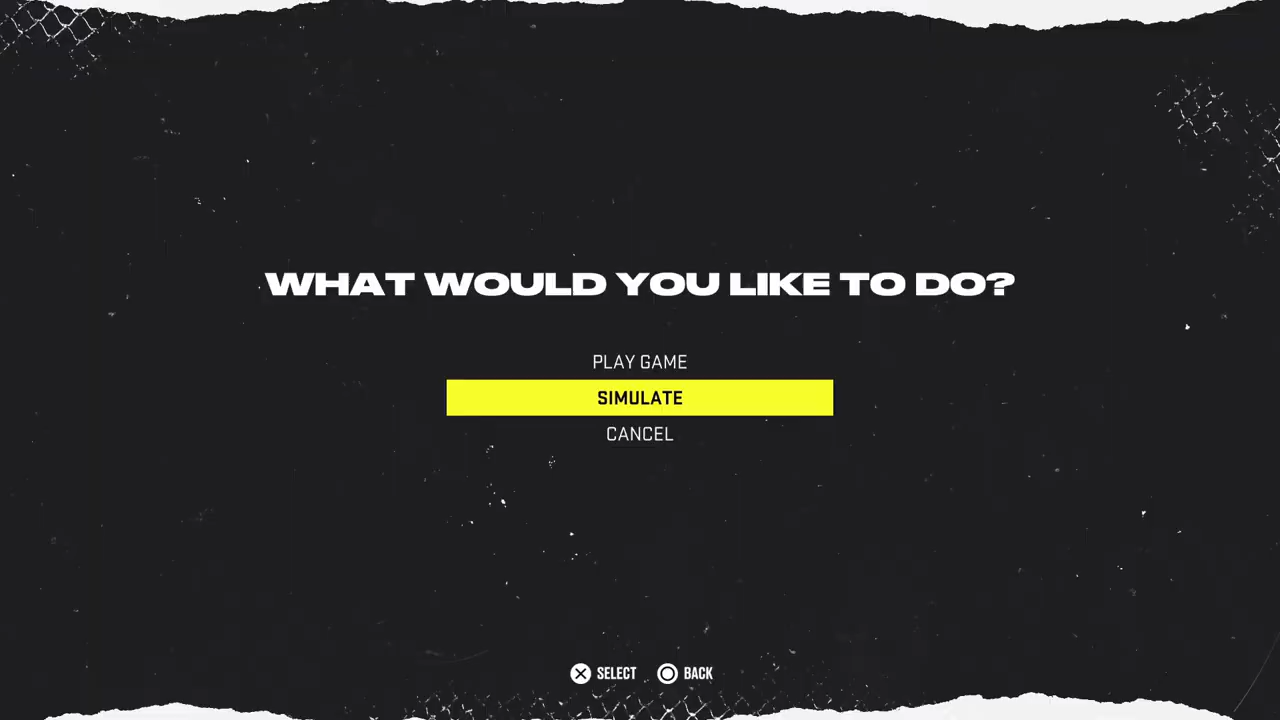 WHAT WOULD YOU LIKE TO DO?
PLAY GAME
SIMULATE
CANCEL
SELECT BACK